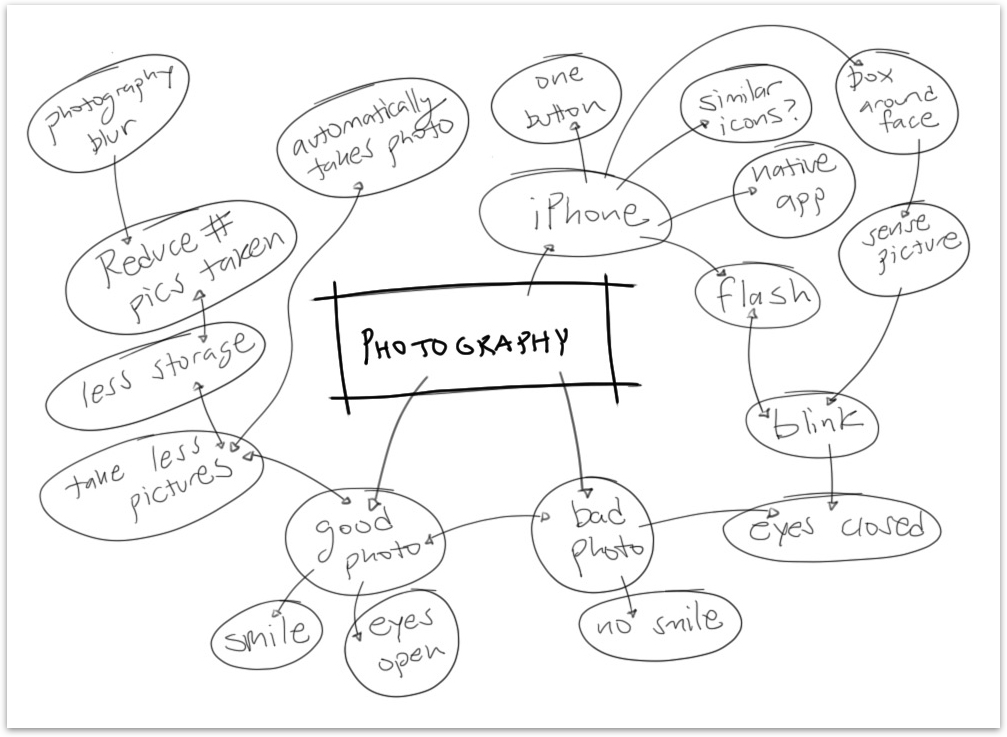 photography
blur
automatically
takes photo
one
button
similar
icons?
box
around
face
iPhone
native
app
Reduce #
pics taken
sense
picture
flash
PHOTOGRAPHY
less storage
blink
take less
pictures
good
photo
bad
photo
eyes closed
smile
eyes
open
no smile